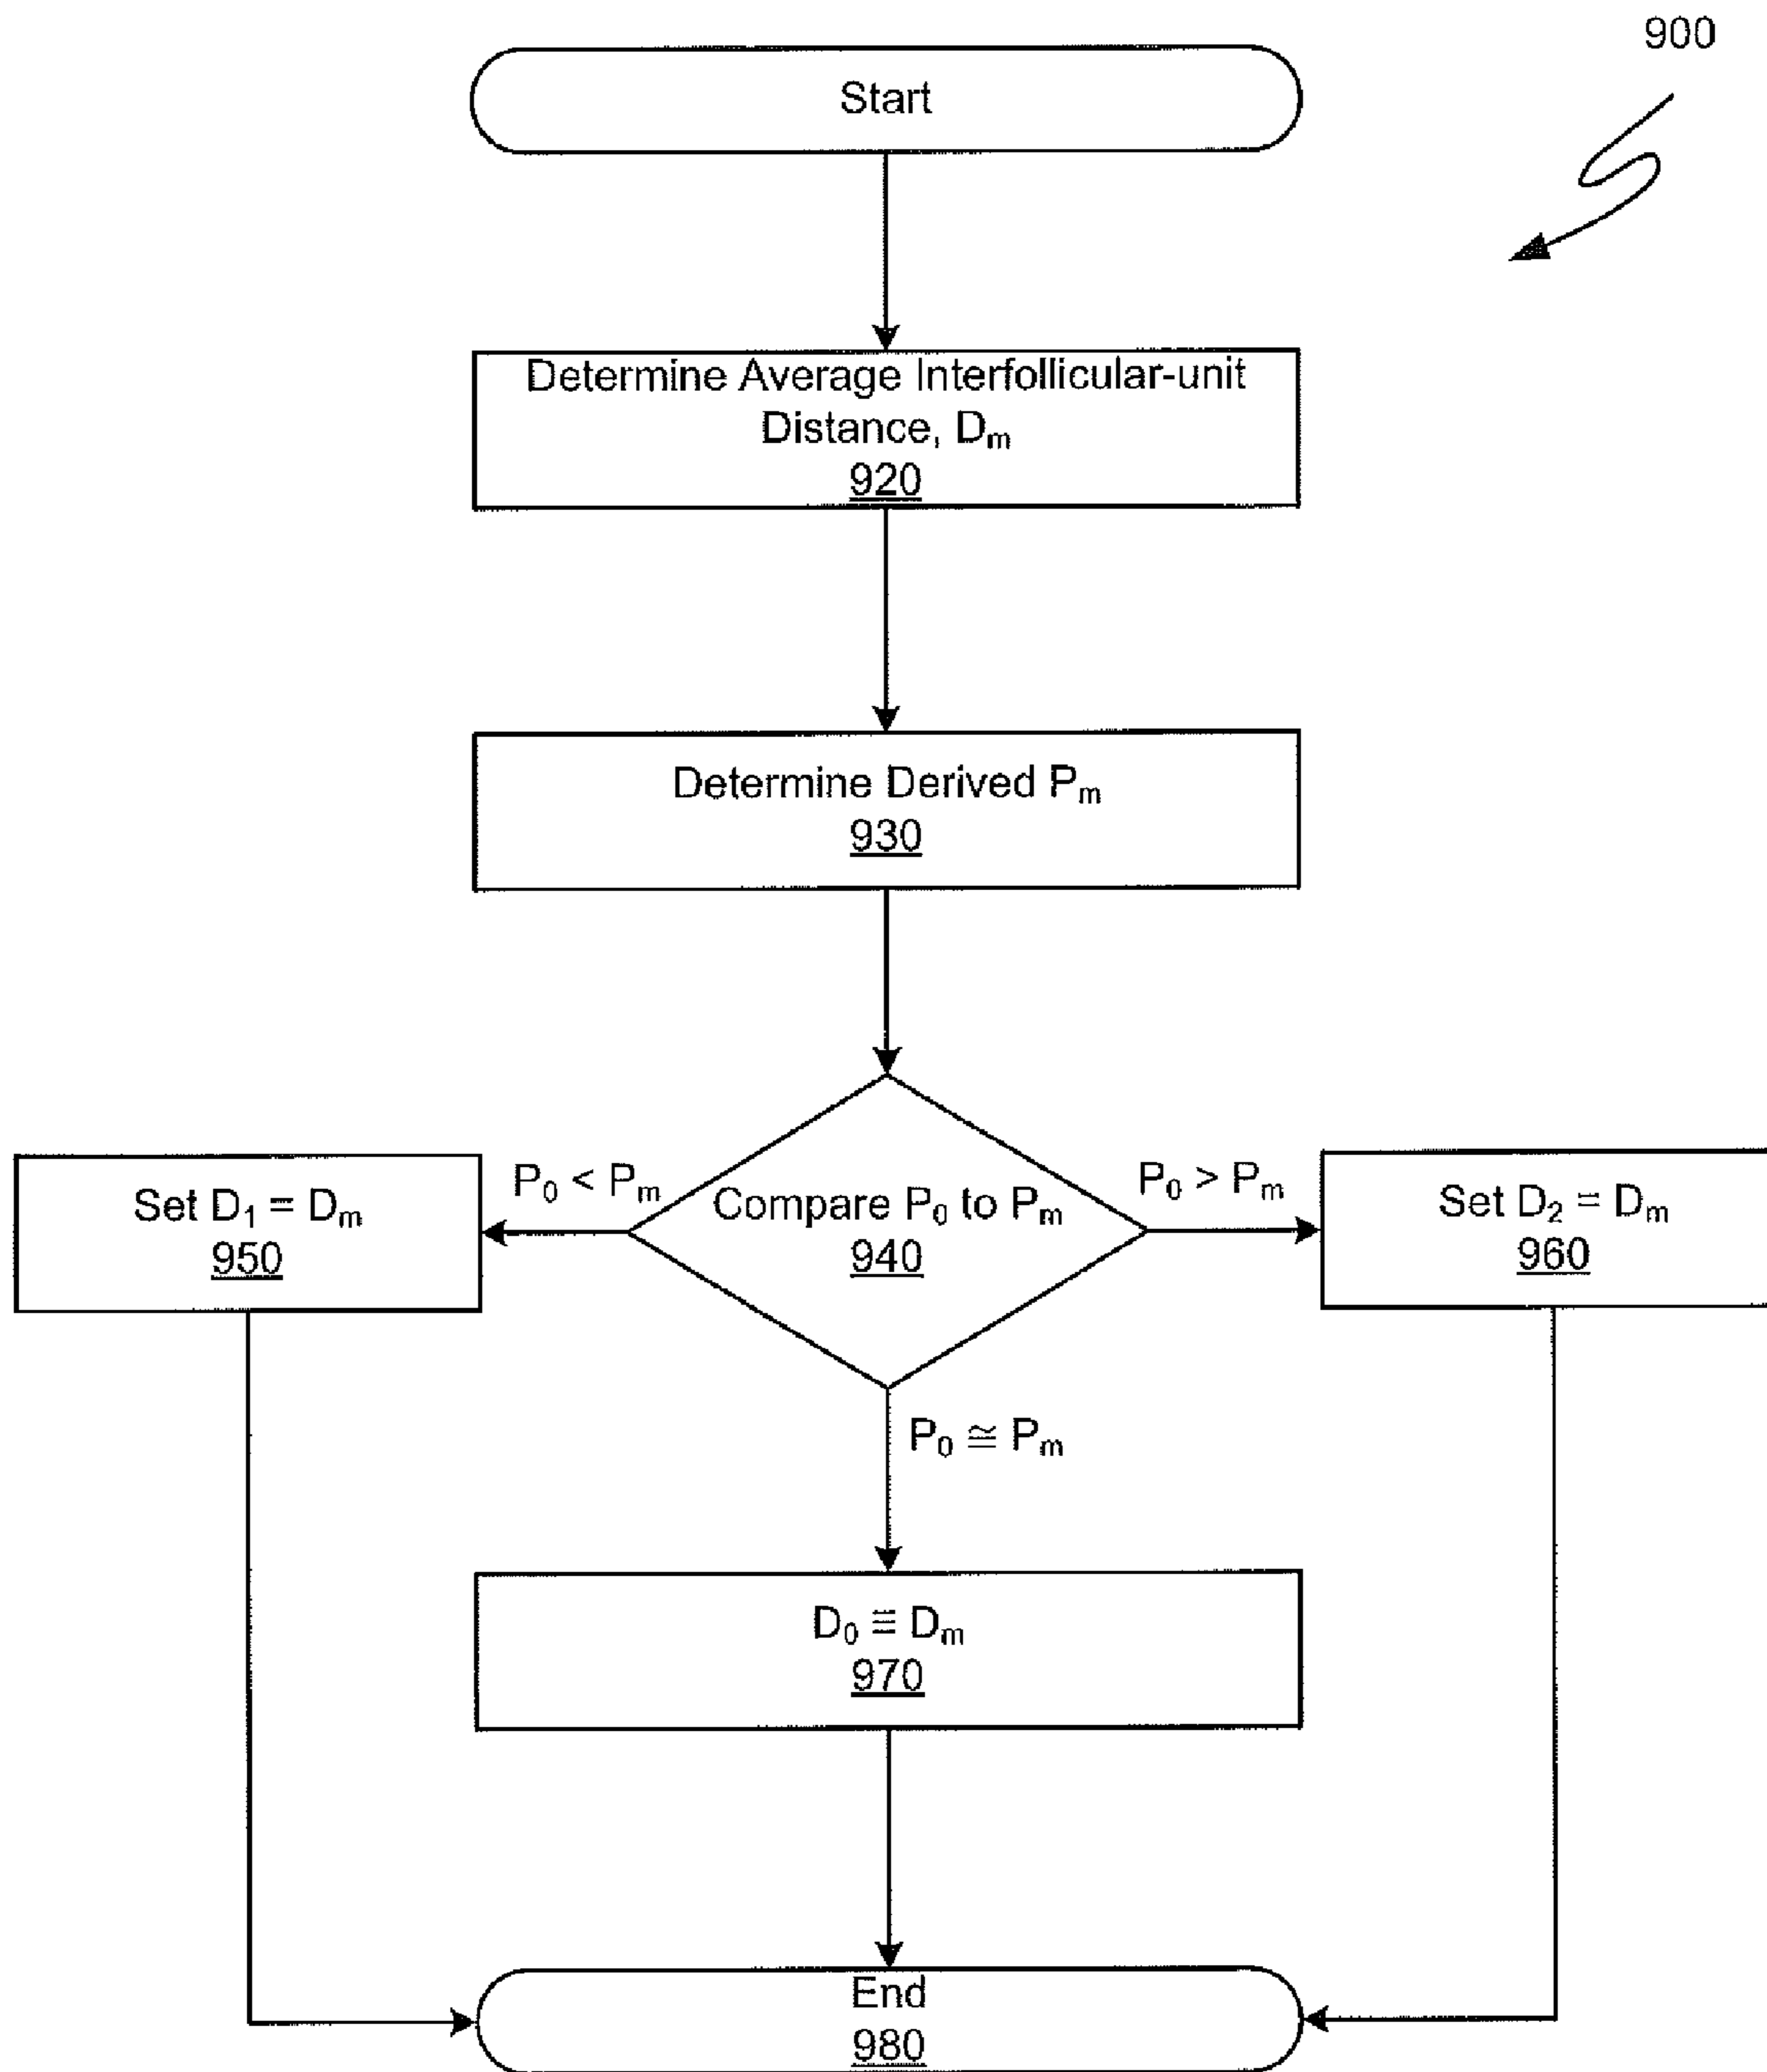 900
Start
Determine Average Interfollicular-unit
Distance, Dₘ
920
Determine Derived Pₘ
930
P₀ < Pₘ
Compare P₀ to Pₘ
940
P₀ > Pₘ
Set D₁ = Dₘ
950
Set D₂ = Dₘ
960
P₀ ≅ Pₘ
D₀ ≡ Dₘ
970
End
980